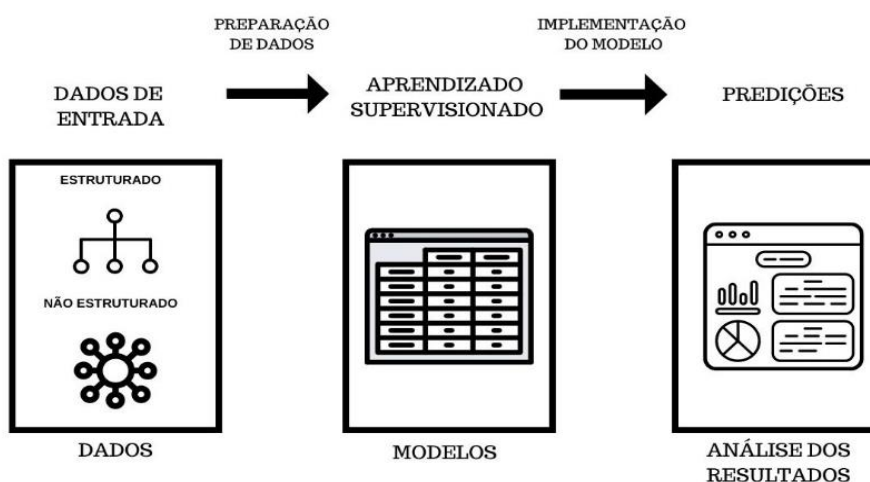 PREPARAÇÃO
DE DADOS
IMPLEMENTAÇÃO
DO MODELO
DADOS DE
ENTRADA
APRENDIZADO
SUPERVISIONADO
PREDIÇÕES
ESTRUTURADO
NÃO ESTRUTURADO
DADOS
MODELOS
ANÁLISE DOS
RESULTADOS